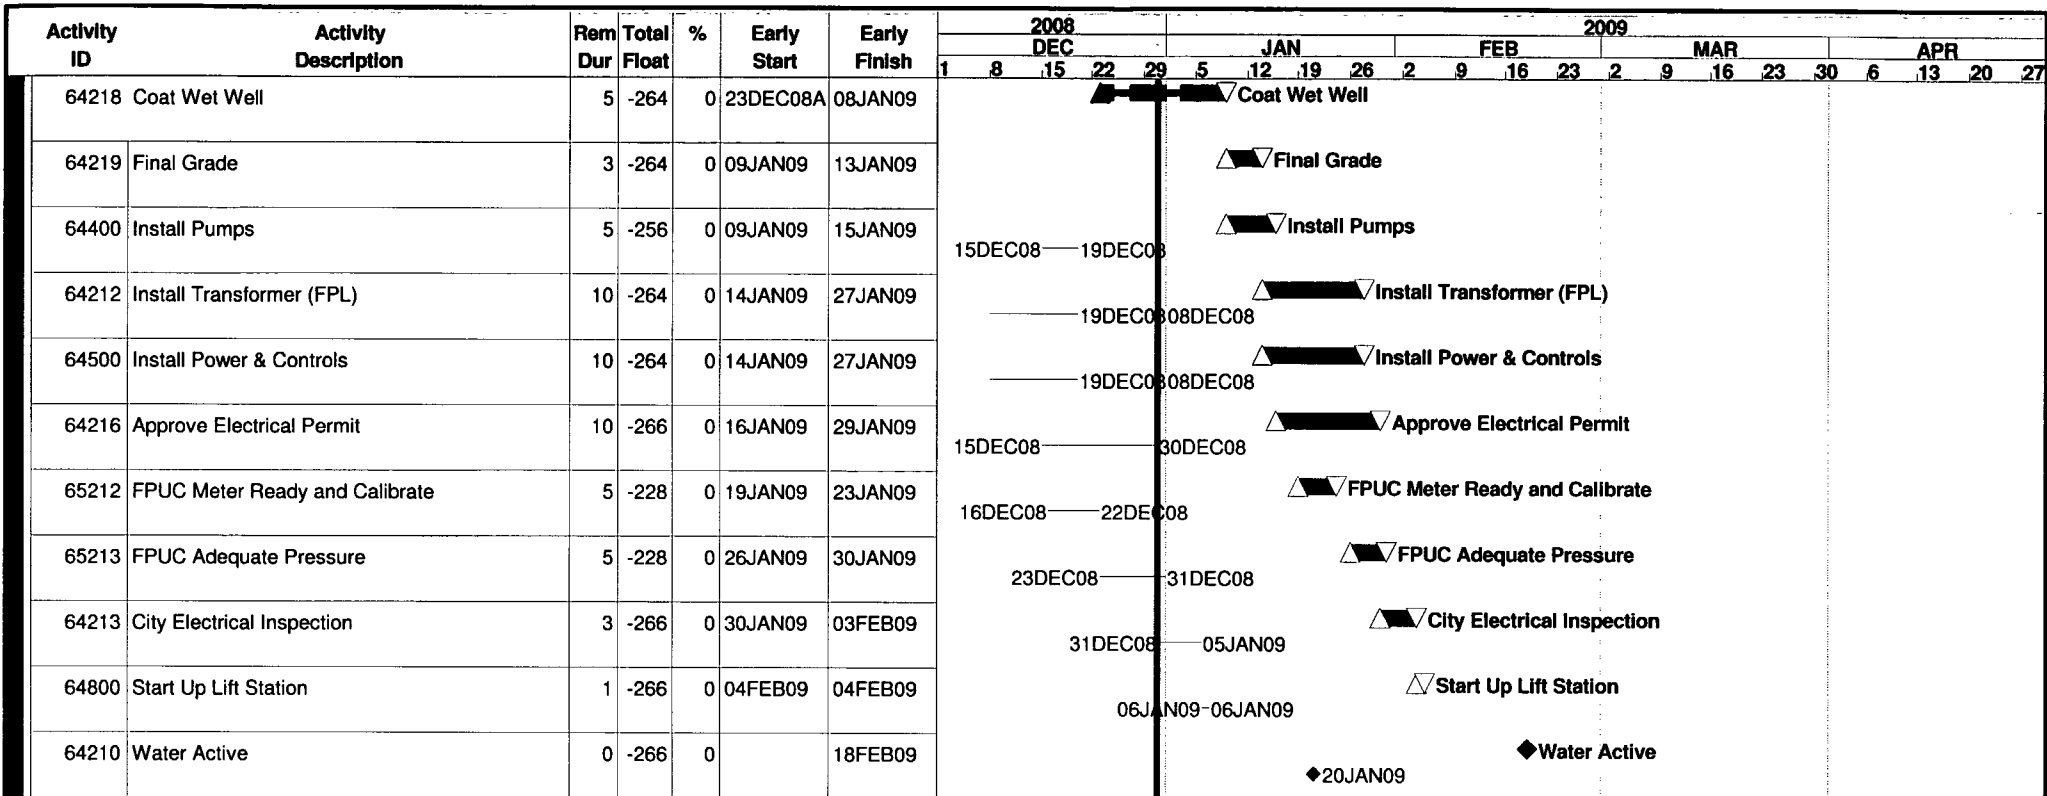 Activity ID Activity Description Rem Dur Total Float % Early Start Early Finish
2008 2009
DEC JAN FEB MAR APR
1 8 15 22 29 5 12 19 26 2 9 16 23 2 9 16 23 30 6 13 20 27
64218 Coat Wet Well 5 -264 0 23DEC08A 08JAN09 Coat Wet Well
64219 Final Grade 3 -264 0 09JAN09 13JAN09 Final Grade
64400 Install Pumps 5 -256 0 09JAN09 15JAN09 Install Pumps
15DEC08 19DEC08
64212 Install Transformer (FPL) 10 -264 0 14JAN09 27JAN09 Install Transformer (FPL)
19DEC08 08DEC08
64500 Install Power & Controls 10 -264 0 14JAN09 27JAN09 Install Power & Controls
19DEC08 08DEC08
64216 Approve Electrical Permit 10 -266 0 16JAN09 29JAN09 Approve Electrical Permit
15DEC08 30DEC08
65212 FPUC Meter Ready and Calibrate 5 -228 0 19JAN09 23JAN09 FPUC Meter Ready and Calibrate
16DEC08 22DEC08
65213 FPUC Adequate Pressure 5 -228 0 26JAN09 30JAN09 FPUC Adequate Pressure
23DEC08 31DEC08
64213 City Electrical Inspection 3 -266 0 30JAN09 03FEB09 City Electrical Inspection
31DEC08 05JAN09
64800 Start Up Lift Station 1 -266 0 04FEB09 04FEB09 Start Up Lift Station
06JAN09 06JAN09
64210 Water Active 0 -266 0 18FEB09 Water Active
20JAN09